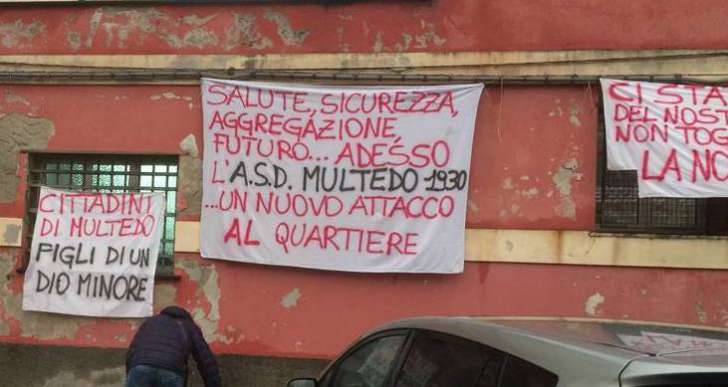 CITTADINI
DI MULTEDO
FIGLI DI UN
DIO MINORE
SALUTE, SICUREZZA,
AGGREGAZIONE,
FUTURO... ADESSO
L'A.S.D. MULTEDO 1930
...UN NUOVO ATTACCO
AL QUARTIERE
CI STA
DEL NOST
NON TOG
LA NO